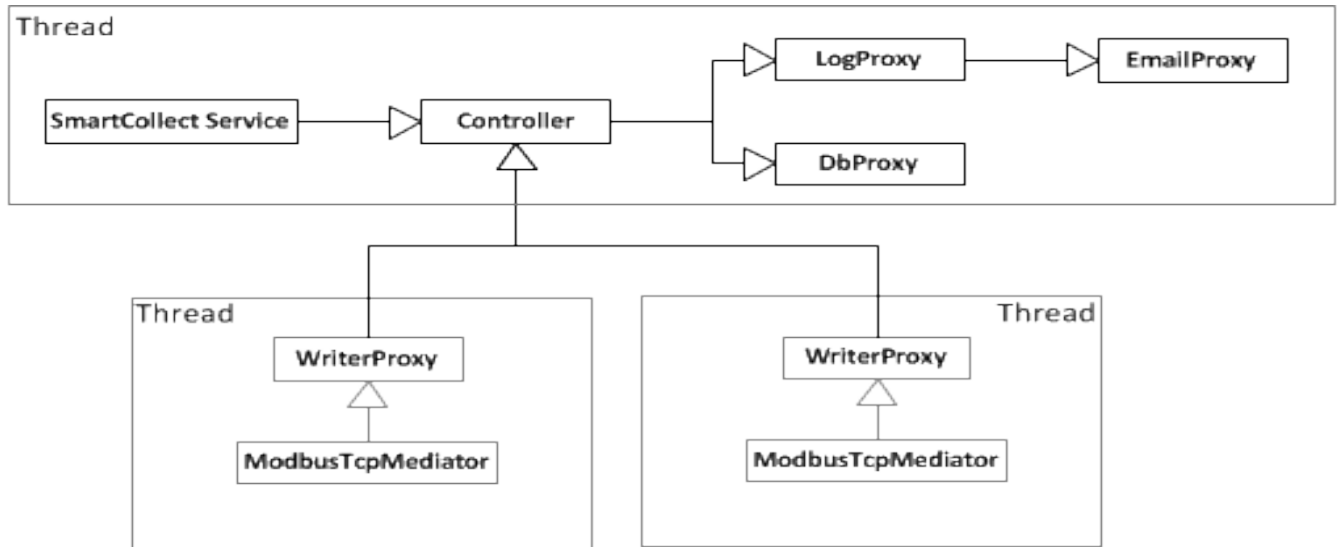 Thread
LogProxy
EmailProxy
SmartCollect Service
Controller
DbProxy
Thread
Thread
WriterProxy
WriterProxy
ModbusTcpMediator
ModbusTcpMediator